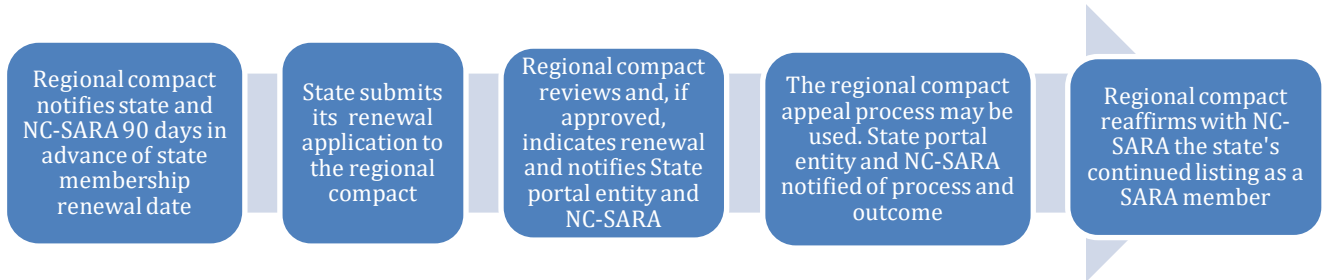 Regional compact
notifies state and
NC-SARA 90 days in
advance of state
membership
renewal date
State submits
its renewal
application to
the regional
compact
Regional compact
reviews and, if
approved,
indicates renewal
and notifies State
portal entity and
NC-SARA
The regional compact
appeal process may be
used. State portal
entity and NC-SARA
notified of process and
outcome
Regional compact
reaffirms with NC-
SARA the state's
continued listing as a
SARA member